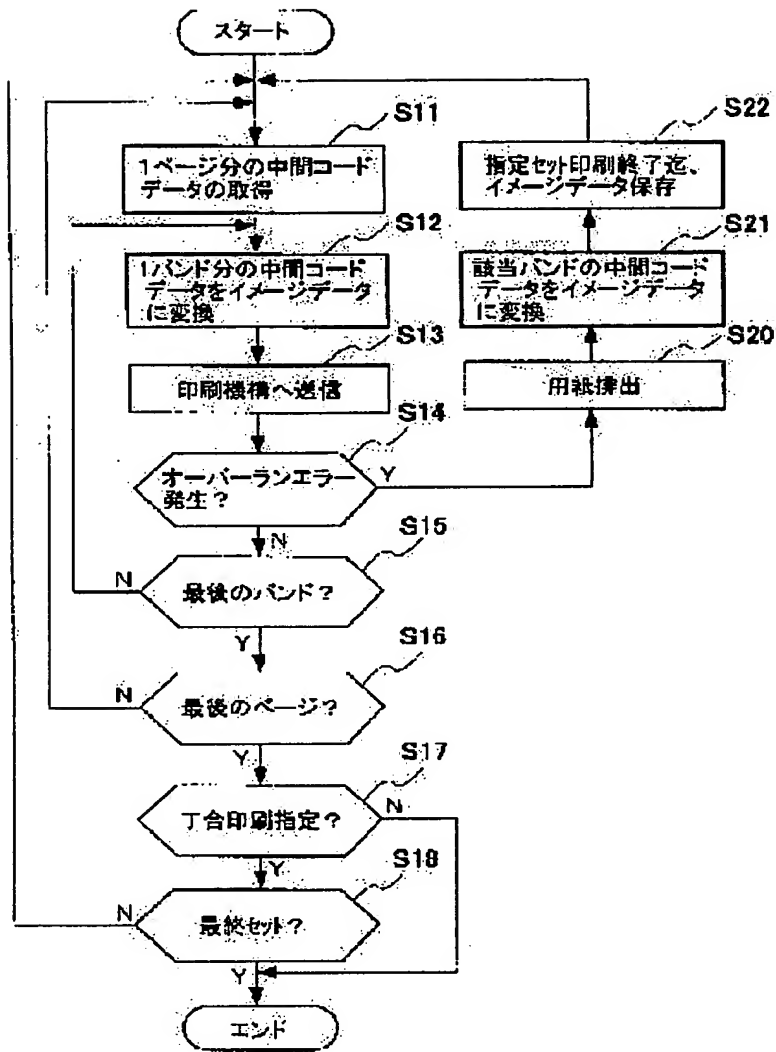 スタート
S11
1ページ分の中間コード
データの取得
S12
1バンド分の中間コード
データをイメージデータ
に変換
S13
印刷機構へ送信
S14
オーバーランエラー
発生?
Y
N
S15
最後のバンド?
N
Y
S16
最後のページ?
N
Y
S17
丁合印刷指定?
N
Y
S18
最終セット?
N
Y
エンド
S22
指定セット印刷終了迄、
イメージデータ保存
S21
該当バンドの中間コード
データをイメージデータ
に変換
S20
用紙排出